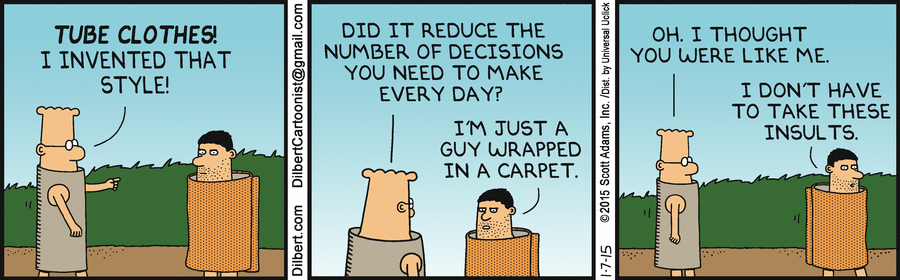 TUBE CLOTHES!
I INVENTED THAT
STYLE!
Dilbert.com DilbertCartoonist@gmail.com
DID IT REDUCE THE
NUMBER OF DECISIONS
YOU NEED TO MAKE
EVERY DAY?
I'M JUST A
GUY WRAPPED
IN A CARPET.
1-7-15 ©2015 Scott Adams, Inc. /Dist. by Universal Uclick
OH. I THOUGHT
YOU WERE LIKE ME.
I DON'T HAVE
TO TAKE THESE
INSULTS.